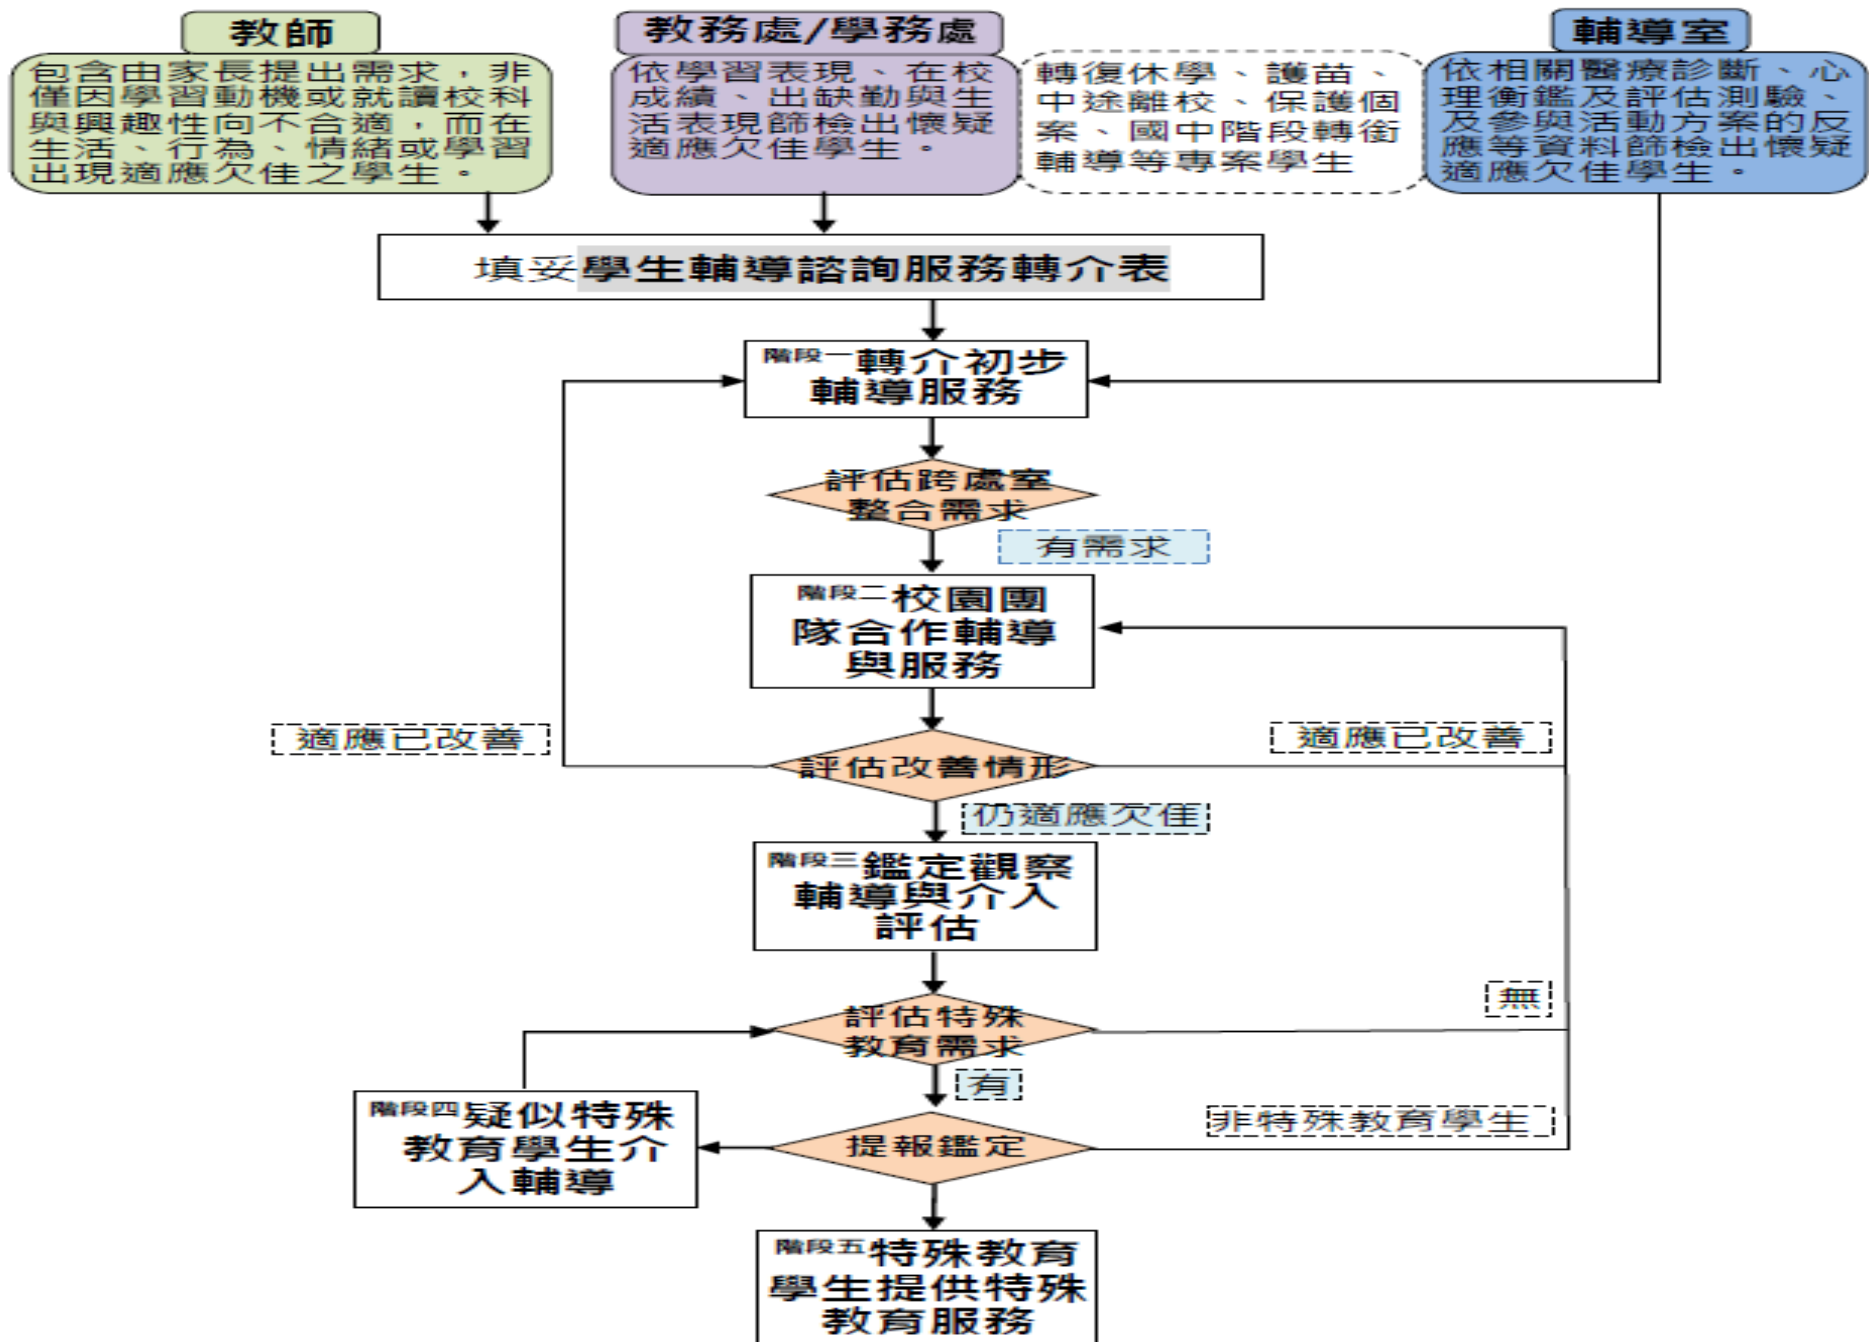 教師
包含由家長提出需求，非
僅因學習動機或就讀校科
與興趣性向不合適，而在
生活、行為、情緒或學習
出現適應欠佳之學生。
教務處/學務處
依學習表現、在校
成績、出缺勤與生
活表現師檢出懷疑
適應欠佳學生。
轉復休學、護苗、
中途離校、保護個
案、國中階段轉銜
輔導等專案學生
輔導室
依相關醫療診斷、心
理衡鑑及評估測驗、
及參與活動方案的反
應等資料師檢出懷疑
適應欠佳學生。
填妥學生輔導諮詢服務轉介表
階段一轉介初步
輔導服務
評估跨處室
整合需求
有需求
階段二校園團
隊合作輔導
與服務
適應已改善
適應已改善
評估改善情形
仍適應欠佳
階段三鑑定觀察
輔導與介入
評估
無
評估特殊
教育需求
有
階段四疑似特殊
教育學生介
入輔導
提報鑑定
非特殊教育學生
階段五特殊教育
學生提供特殊
教育服務